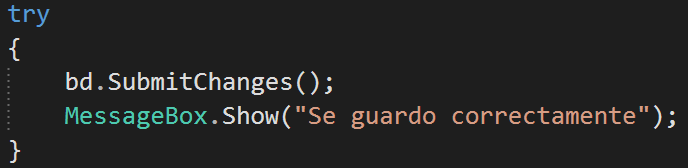 try
{
bd.SubmitChanges();
MessageBox.Show("Se guardo correctamente");
}